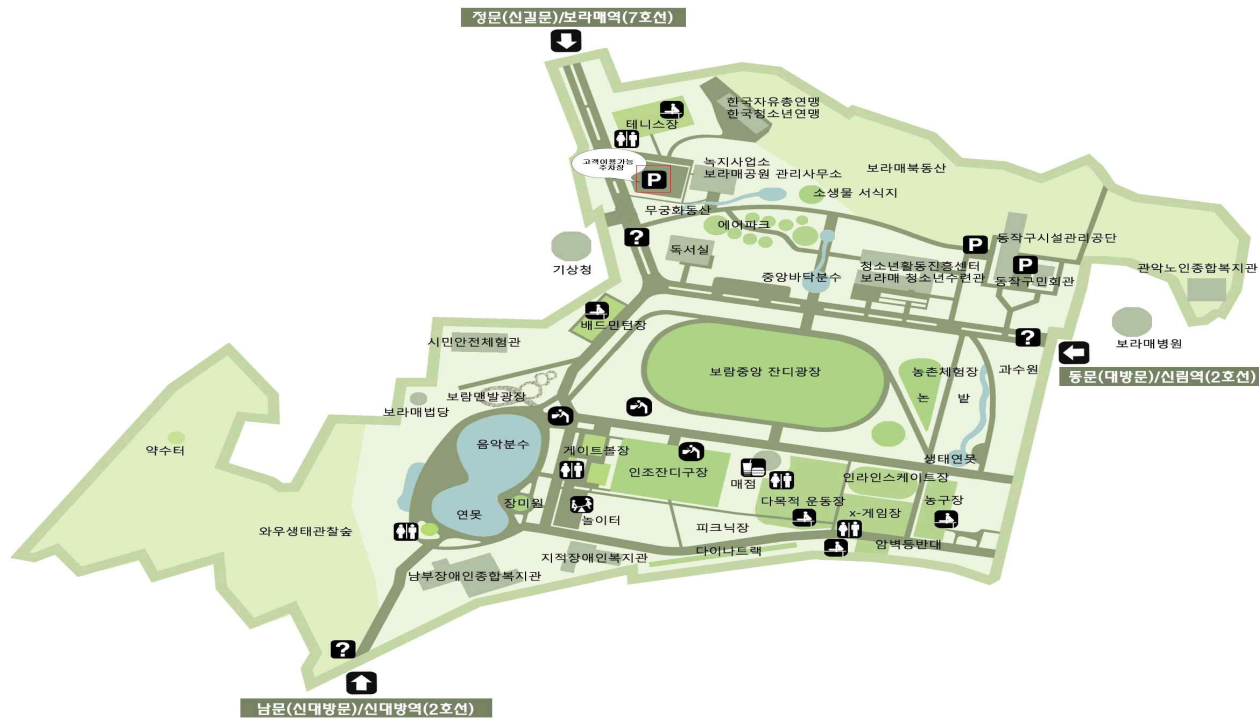 정문(신길문)/보라매역(7호선)
한국자유총연맹
한국청소년연맹
테니스장
고객이용가능
주차장
P
녹지사업소
보라매공원 관리사무소
보라매북동산
소생물 서식지
무궁화동산
에어파크
?
독서실
기상청
중앙바닥분수
청소년활동진흥센터
보라매 청소년수련관
P
동작구시설관리공단
P
동작구민회관
관악노인종합복지관
배드민턴장
시민안전체험관
?
보라매병원
동문(대방문)/신림역(2호선)
보람중앙 잔디광장
농촌체험장
과수원
논
밭
보람맨발광장
보라매법당
약수터
음악분수
게이트볼장
인조잔디구장
매점
다목적 운동장
생태연못
인라인스케이트장
농구장
x-게임장
장미원
연못
놀이터
피크닉장
와우생태관찰숲
암벽등반대
다이나트랙
지적장애인복지관
남부장애인종합복지관
?
남문(신대방문)/신대방역(2호선)